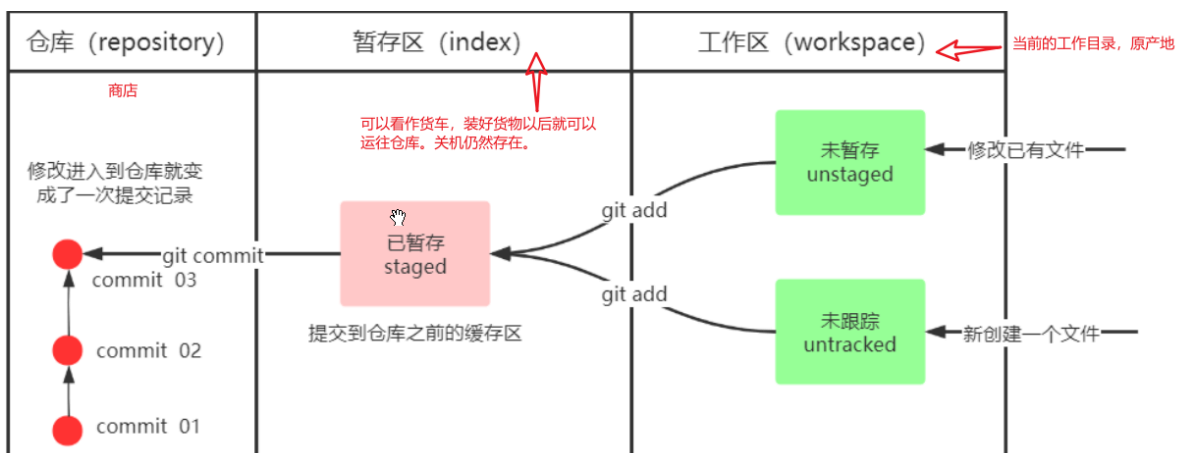 仓库（repository）
暂存区（index）
工作区（workspace）
当前的工作目录，原产地
商店
可以看作货车，装好货物以后就可以
运往仓库。关机仍然存在。
修改进入到仓库就变
成了一次提交记录
未暂存
unstaged
修改已有文件
git add
已暂存
staged
git commit
commit 03
git add
提交到仓库之前的缓存区
未跟踪
untracked
新创建一个文件
commit 02
commit 01